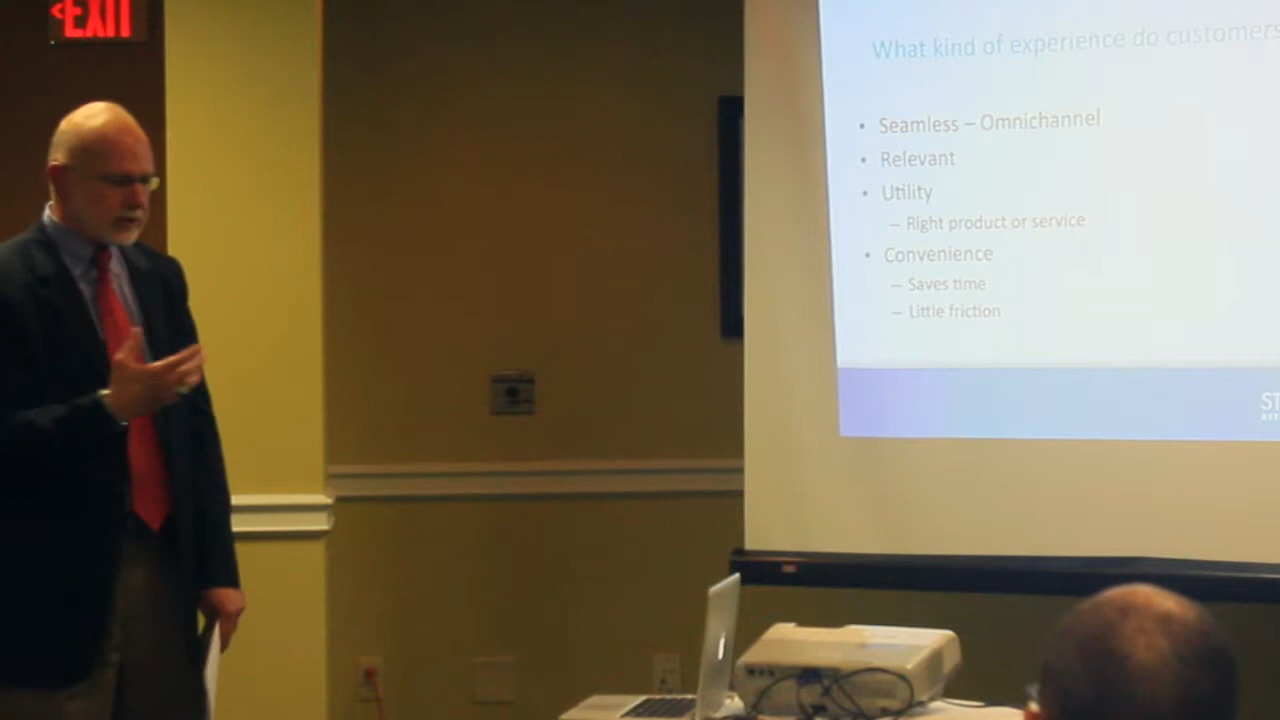 <EXIT
What kind of experience do customers
• Seamless – Omnichannel
• Relevant
• Utility
– Right product or service
• Convenience
– Saves time
– Little friction
ST